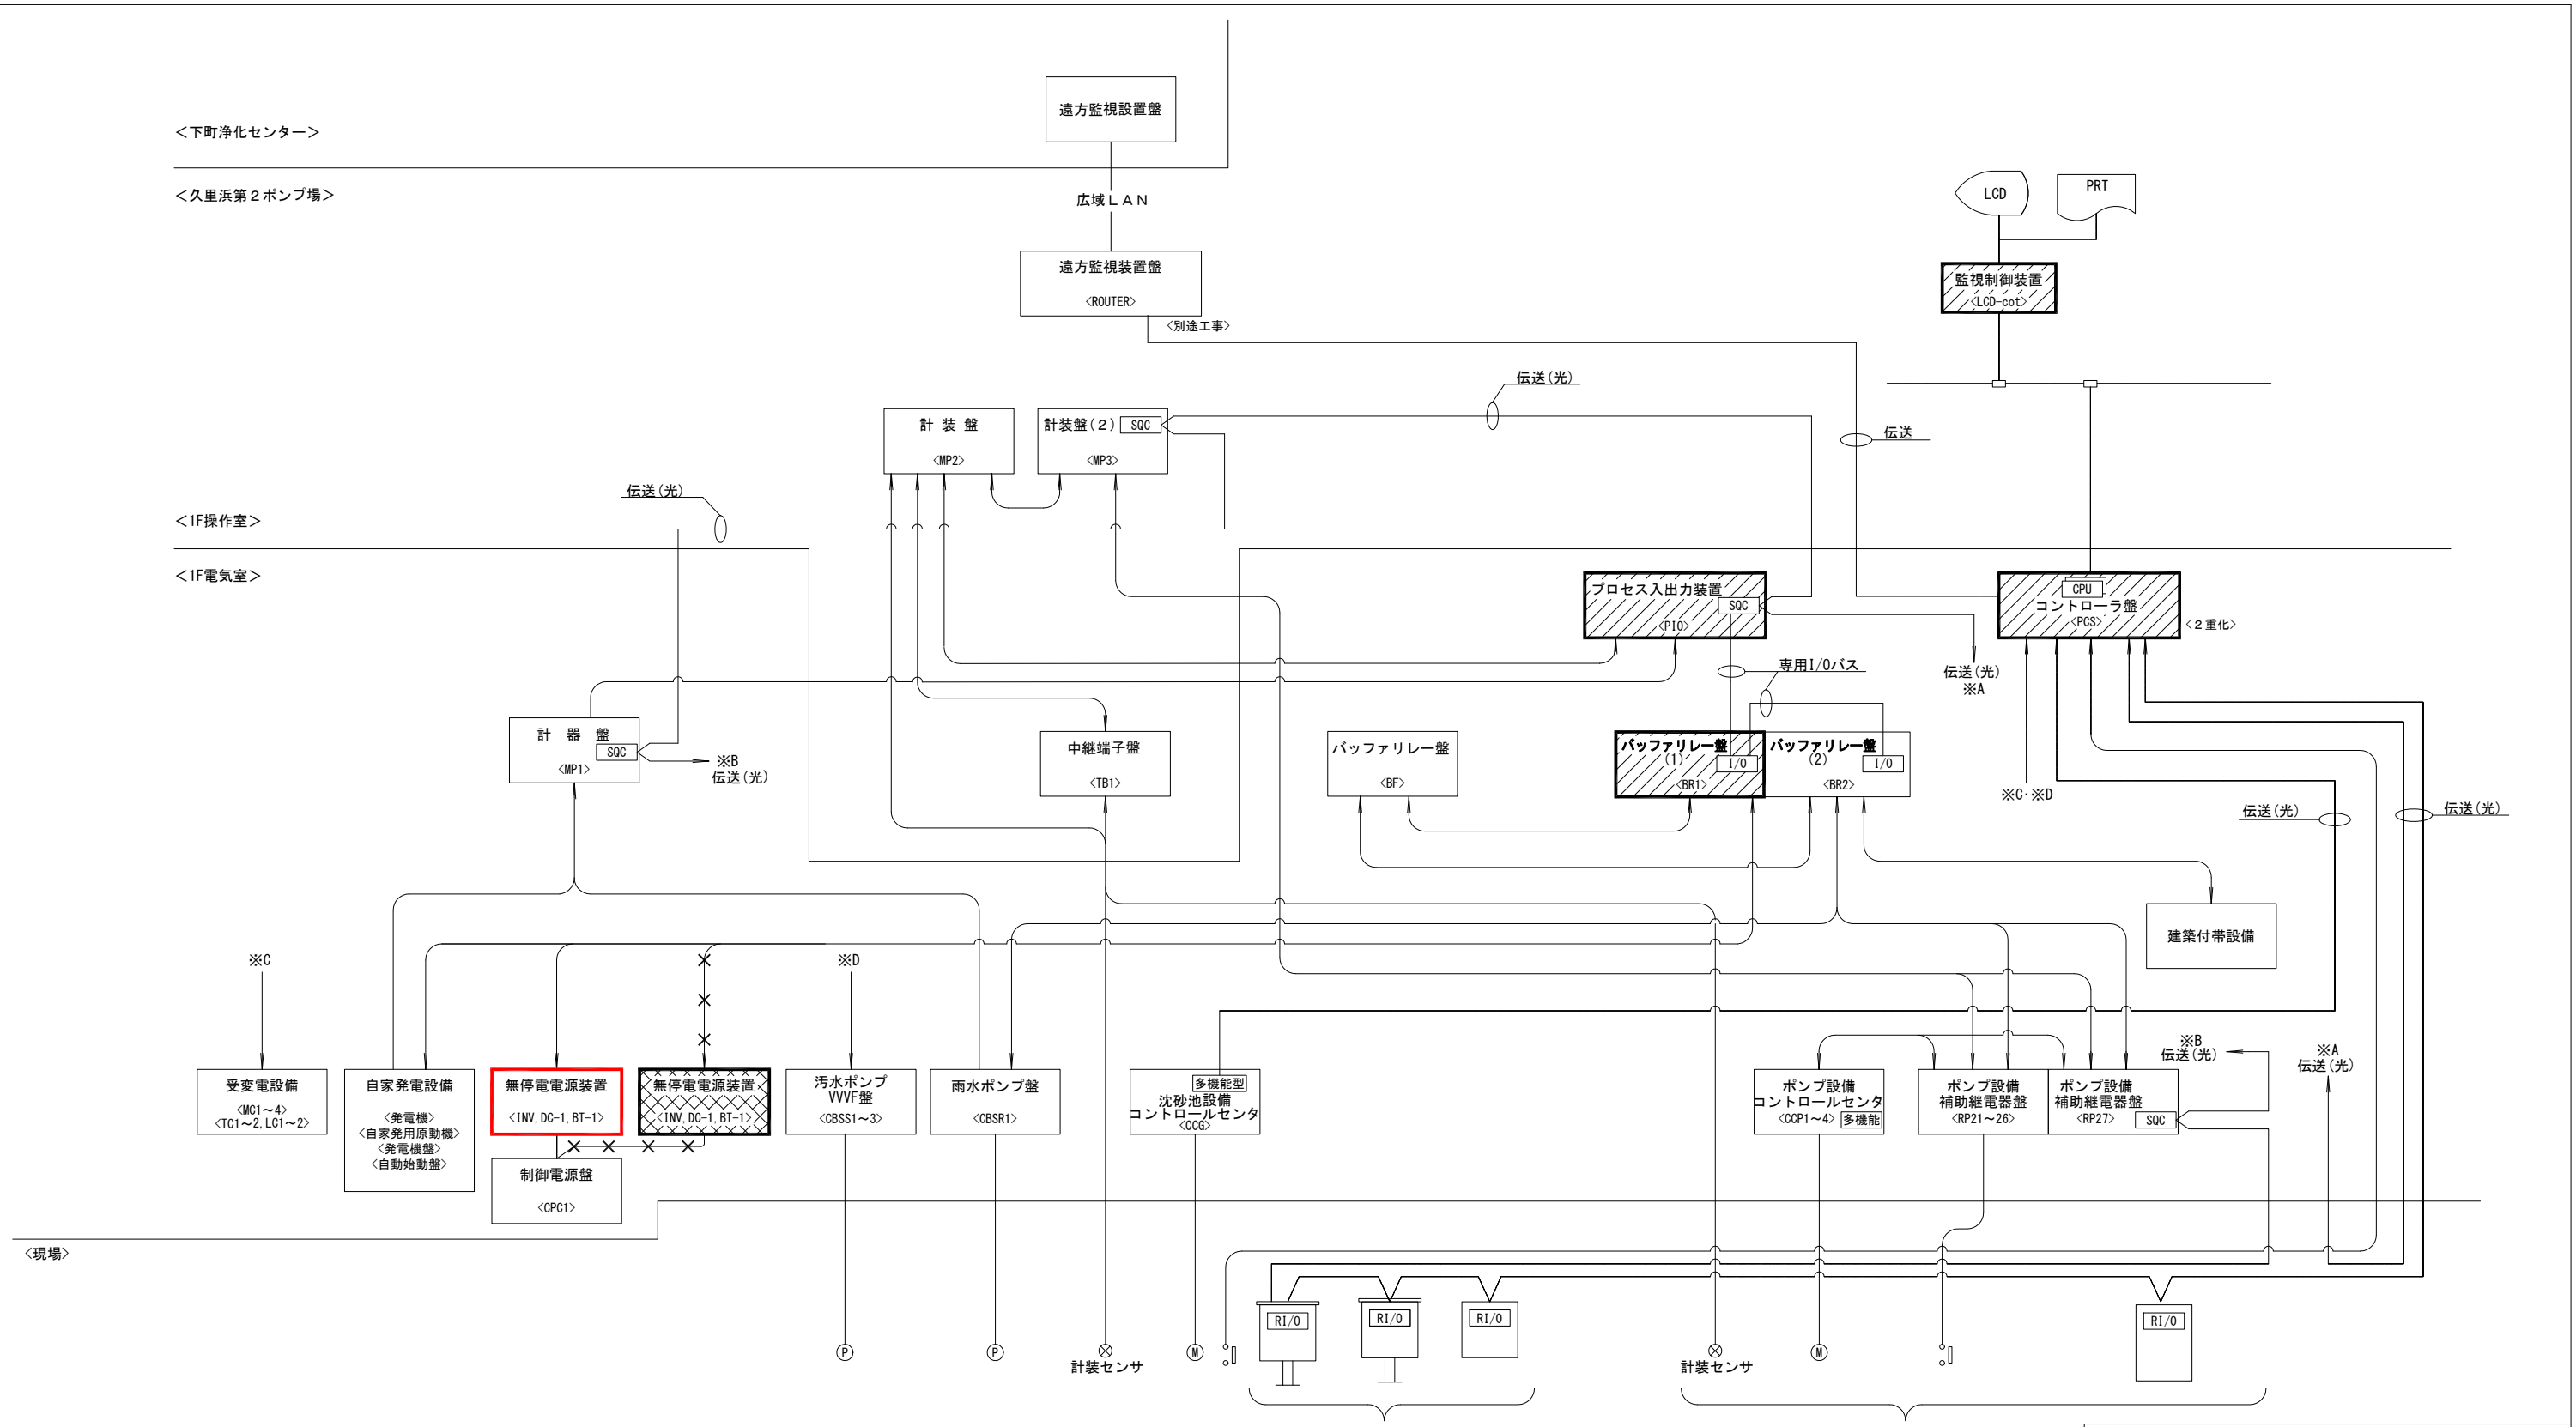 遠方監視設置盤
＜下町浄化センター＞
＜久里浜第２ポンプ場＞
広域ＬＡＮ
LCD
PRT
遠方監視装置盤
<ROUTER>
<別途工事>
監視制御装置
<LCD-cot>
伝送(光)
計 装 盤
<MP2>
計装盤(２)
SQC
<MP3>
伝送
伝送(光)
＜1F操作室＞
＜1F電気室＞
プロセス入出力装置
SQC
<PIO>
CPU
コントローラ盤
<PCS>
<２重化>
専用I/Oバス
伝送(光)
※A
計 器 盤
SQC
<MP1>
※B
伝送(光)
中継端子盤
<TB1>
バッファリレー盤
<BF>
バッファリレー盤
(1)
I/O
<BR1>
バッファリレー盤
(2)
I/O
<BR2>
※C・※D
伝送(光)
伝送(光)
建築付帯設備
※C
※D
※B
伝送(光)
※A
伝送(光)
受変電設備
<MC1～4>
<TC1～2,LC1～2>
自家発電設備
<発電機>
<自家発用原動機>
<発電機盤>
<自動始動盤>
無停電電源装置
<INV,DC-1,BT-1>
無停電電源装置
<INV,DC-1,BT-1>
汚水ポンプ
VVVF盤
<CBSS1～3>
雨水ポンプ盤
<CBSR1>
多機能型
沈砂池設備
コントロールセンタ
<CCG>
ポンプ設備
コントロールセンタ
<CCP1～4>
多機能
ポンプ設備
補助継電器盤
<RP21～26>
ポンプ設備
補助継電器盤
<RP27>
SQC
制御電源盤
<CPC1>
<現場>
RI/O
RI/O
RI/O
RI/O
P
P
計装センサ
M
計装センサ
M